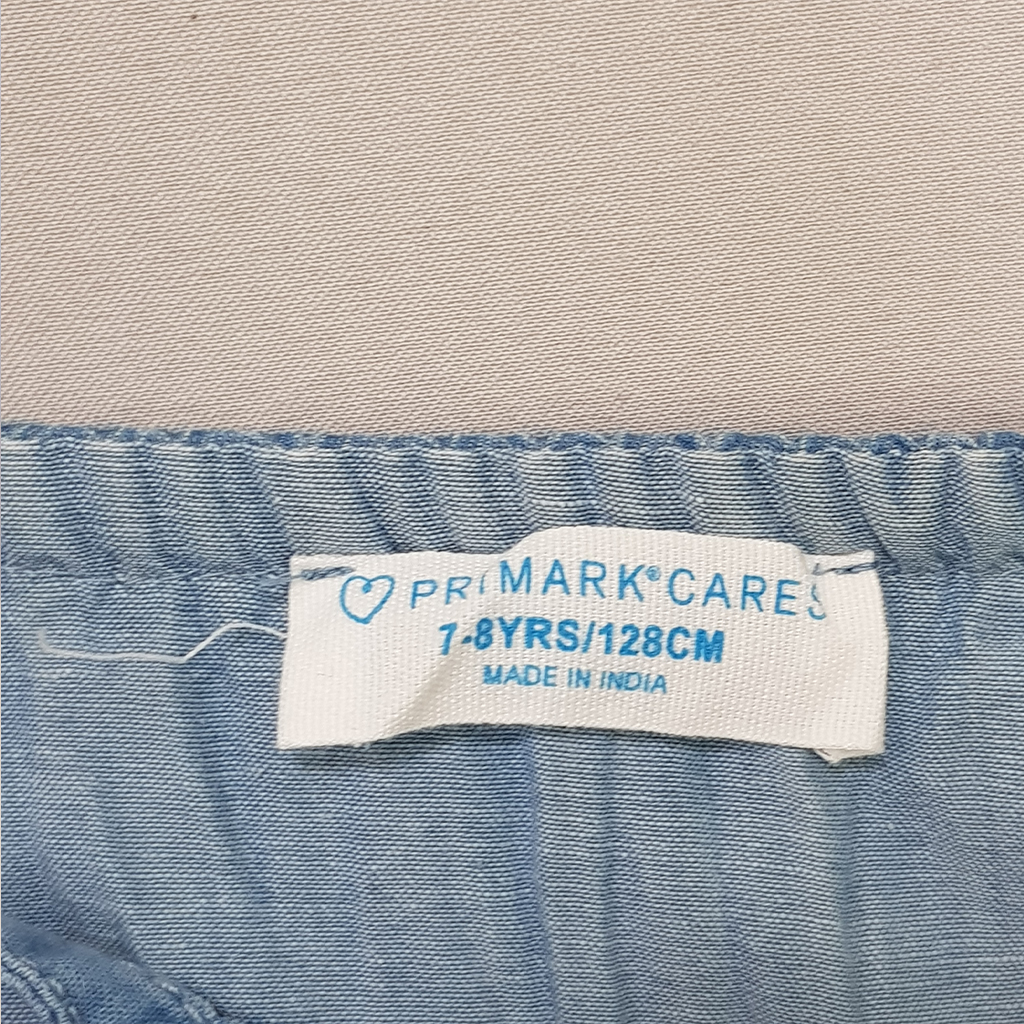 PRIMARK® CARES
7-8YRS/128CM
MADE IN INDIA